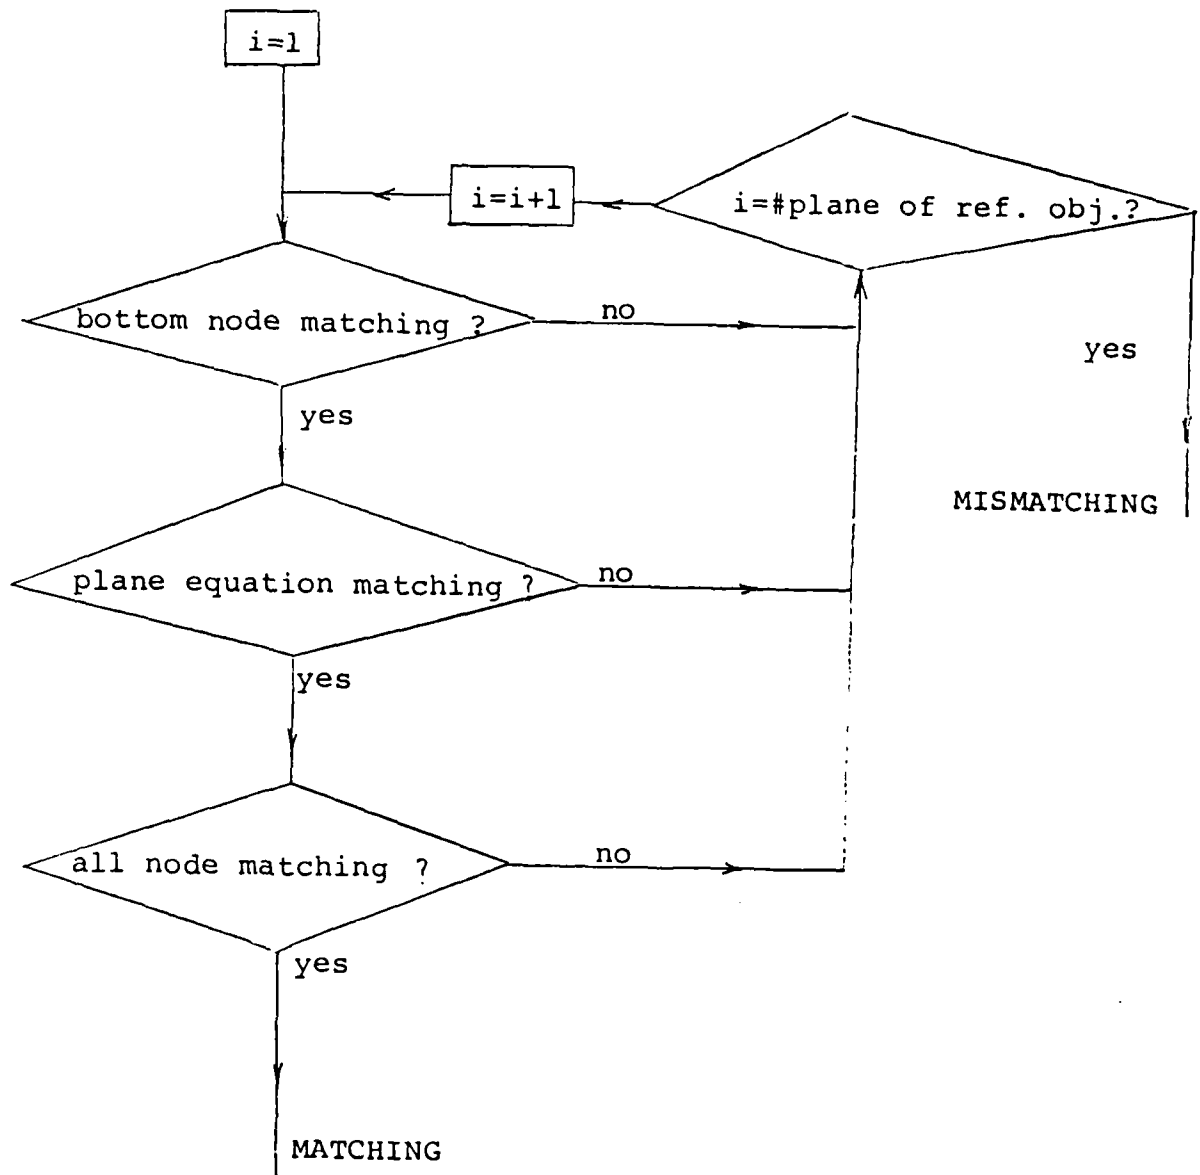 i=1
i=i+1
i=#plane of ref. obj.?
bottom node matching ?
no
yes
yes
MISMATCHING
plane equation matching ?
no
yes
all node matching ?
no
yes
MATCHING